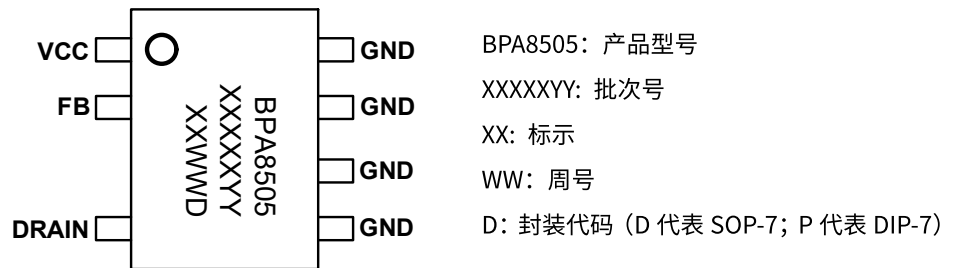 VCC
FB
DRAIN
GND
GND
GND
GND
BPA8505
XXXXXYY
XXWWD
BPA8505：产品型号
XXXXXYY: 批次号
XX: 标示
WW：周号
D：封装代码（D 代表 SOP-7；P 代表 DIP-7）